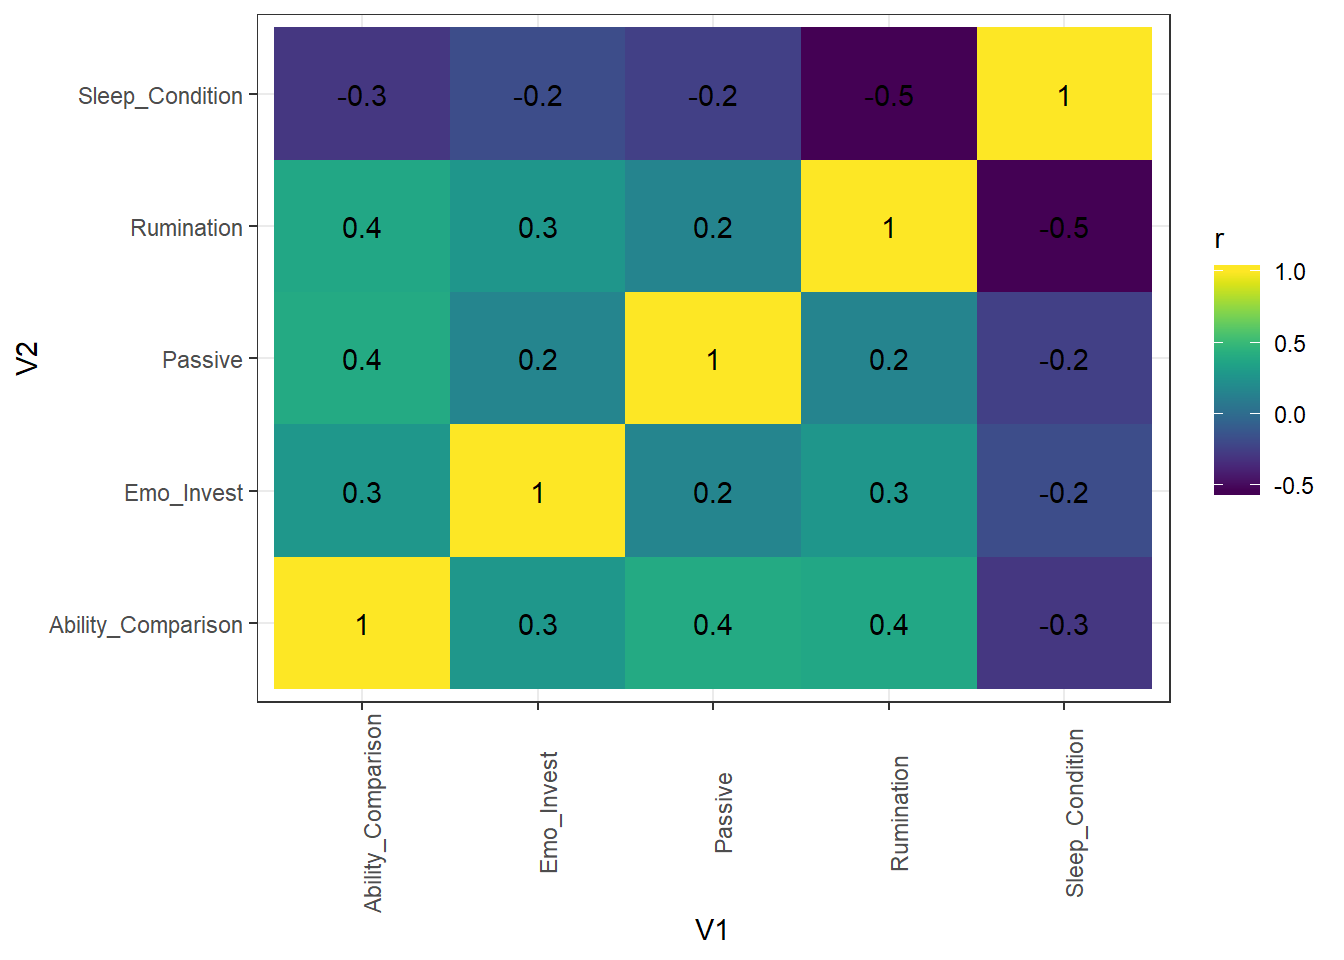 Sleep_Condition -0.3 -0.2 -0.2 -0.5 1
Rumination 0.4 0.3 0.2 1 -0.5
Passive 0.4 0.2 1 0.2 -0.2
Emo_Invest 0.3 1 0.2 0.3 -0.2
Ability_Comparison 1 0.3 0.4 0.4 -0.3
V2
Ability_Comparison
Emo_Invest
Passive
Rumination
Sleep_Condition
V1
r
1.0
0.5
0.0
-0.5